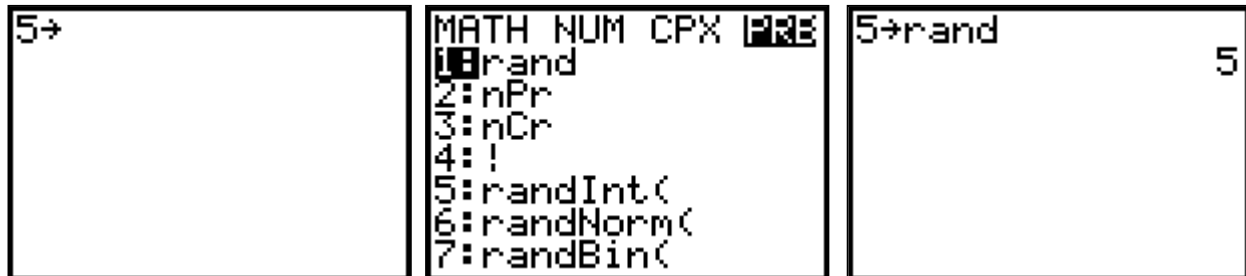 5→
MATH NUM CPX PRB
1:rand
2:nPr
3:nCr
4:!
5:randInt(
6:randNorm(
7:randBin(
5→rand
5